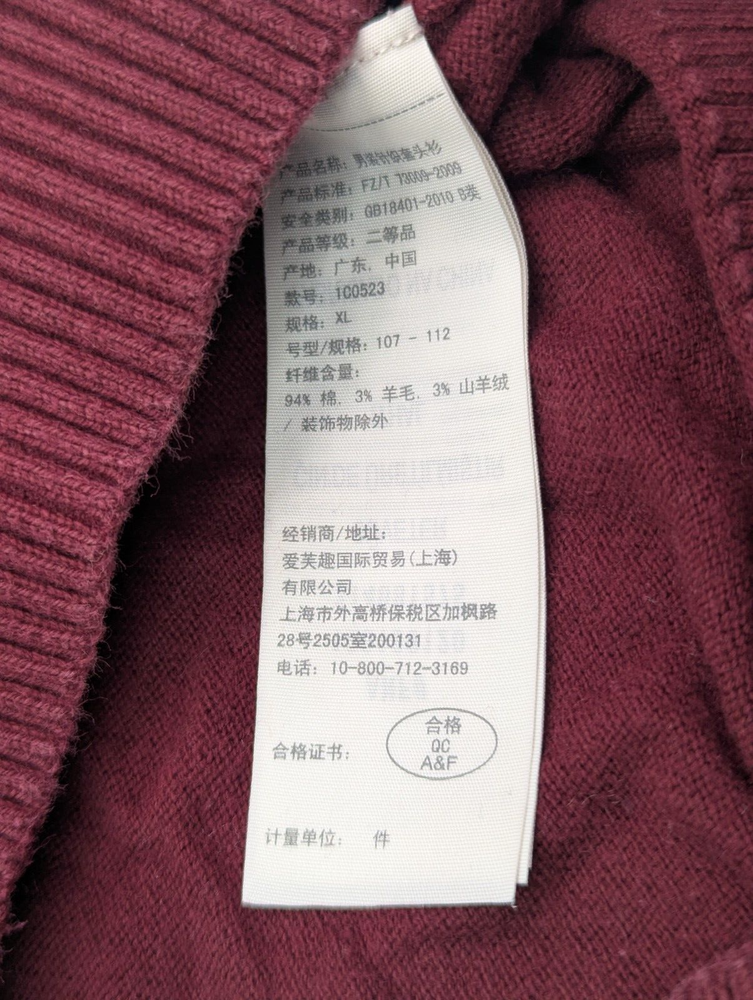 产品名称: 男装针织套头衫
产品标准: FZ/T 73009-2009
安全类别: GB18401-2010 B类
产品等级: 二等品
产地: 广东, 中国
款号: 1C0523
规格: XL
号型/规格: 107 - 112
纤维含量:
94% 棉, 3% 羊毛, 3% 山羊绒
/ 装饰物除外
经销商/地址:
爱芙趣国际贸易(上海)
有限公司
上海市外高桥保税区加枫路
28号2505室200131
电话: 10-800-712-3169
合格
QC
A&F
合格证书:
计量单位: 件